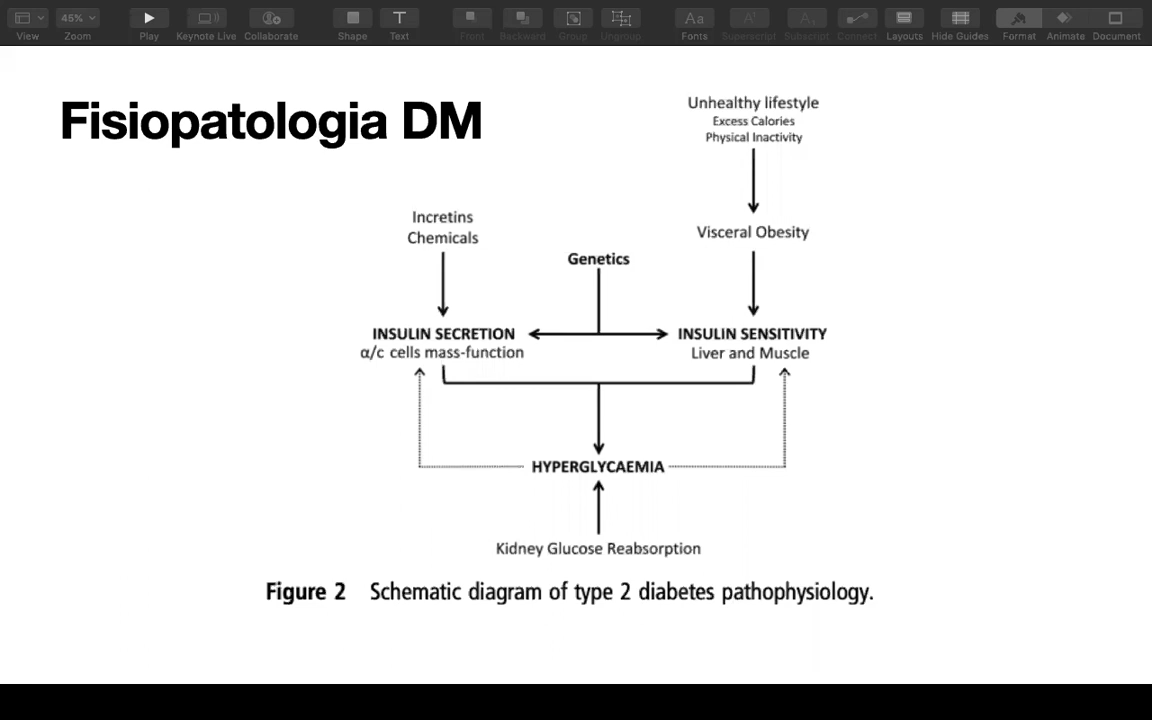 45%
View
Zoom
Play
Keynote Live
Collaborate
Shape
Text
Front
Backward
Group
Ungroup
Fonts
Superscript
Subscript
Connect
Layouts
Hide Guides
Format
Animate
Document
Fisiopatologia DM
Unhealthy lifestyle
Excess Calories
Physical Inactivity
Incretins
Chemicals
Visceral Obesity
Genetics
INSULIN SECRETION
α/c cells mass-function
INSULIN SENSITIVITY
Liver and Muscle
HYPERGLYCAEMIA
Kidney Glucose Reabsorption
Figure 2 Schematic diagram of type 2 diabetes pathophysiology.